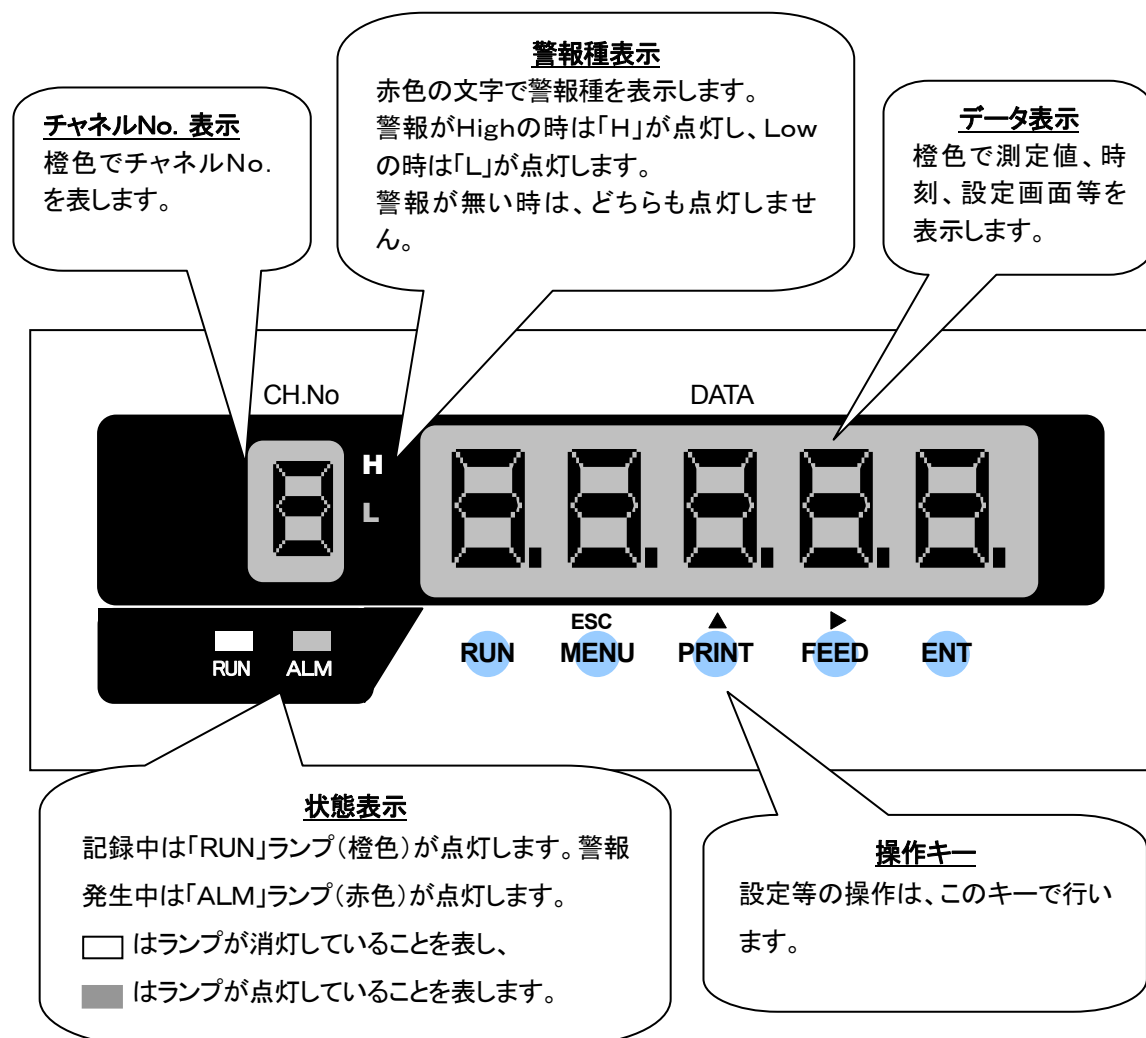 警報種表示
赤色の文字で警報種を表示します。
警報がHighの時は「H」が点灯し、Low
の時は「L」が点灯します。
警報が無い時は、どちらも点灯しませ
ん。
チャネルNo. 表示
橙色でチャネルNo.
を表します。
データ表示
橙色で測定値、時
刻、設定画面等を
表示します。
CH.No
DATA
8
H
L
8.8.8.8.8.
RUN
ALM
RUN
ESC
MENU
▲
PRINT
▶
FEED
ENT
状態表示
記録中は「RUN」ランプ(橙色)が点灯します。警報
発生中は「ALM」ランプ(赤色)が点灯します。
□ はランプが消灯していることを表し、
■ はランプが点灯していることを表します。
操作キー
設定等の操作は、このキーで行い
ます。